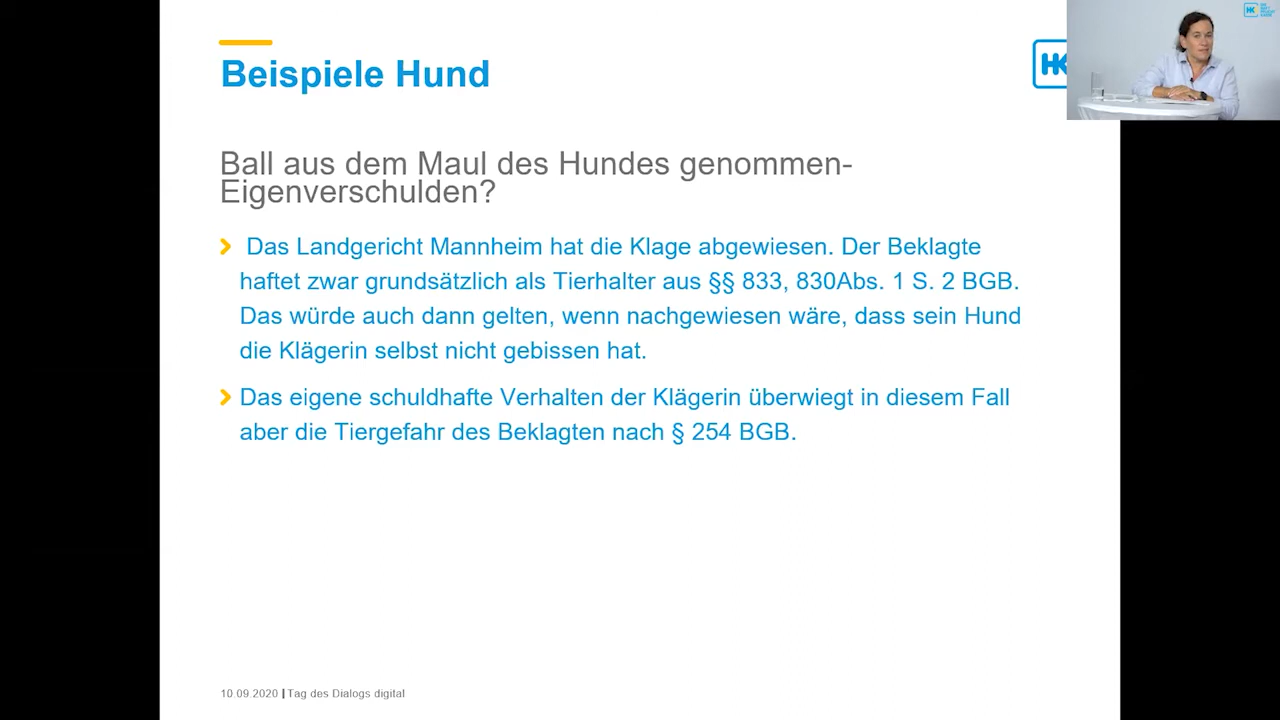 Beispiele Hund
HK
Ball aus dem Maul des Hundes genommen-
Eigenverschulden?
Das Landgericht Mannheim hat die Klage abgewiesen. Der Beklagte
haftet zwar grundsätzlich als Tierhalter aus §§ 833, 830Abs. 1 S. 2 BGB.
Das würde auch dann gelten, wenn nachgewiesen wäre, dass sein Hund
die Klägerin selbst nicht gebissen hat.
Das eigene schuldhafte Verhalten der Klägerin überwiegt in diesem Fall
aber die Tiergefahr des Beklagten nach § 254 BGB.
10.09.2020 | Tag des Dialogs digital